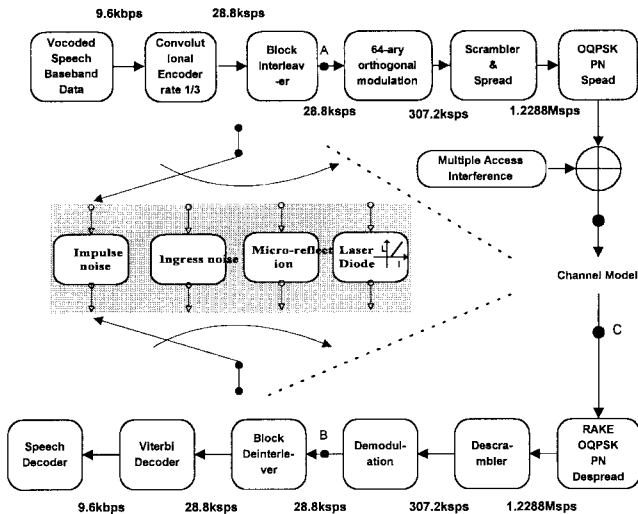 9.6kbps
28.8ksps
Vocoded
Speech
Baseband
Data
Convolut
ional
Encoder
rate 1/3
Block
Interleav
-er
A
64-ary
orthogonal
modulation
Scrambler
&
Spread
OQPSK
PN
Spead
28.8ksps
307.2ksps
1.2288Msps
Multiple Access
Interference
Impulse
noise
Ingress noise
Micro-reflect
ion
Laser
Diode
L
I
Channel Model
C
Speech
Decoder
Viterbi
Decoder
Block
Deinterle-
ver
B
Demodul-
ation
Descra-
mbler
RAKE
OQPSK
PN
Despread
9.6kbps
28.8ksps
28.8ksps
307.2ksps
1.2288Msps